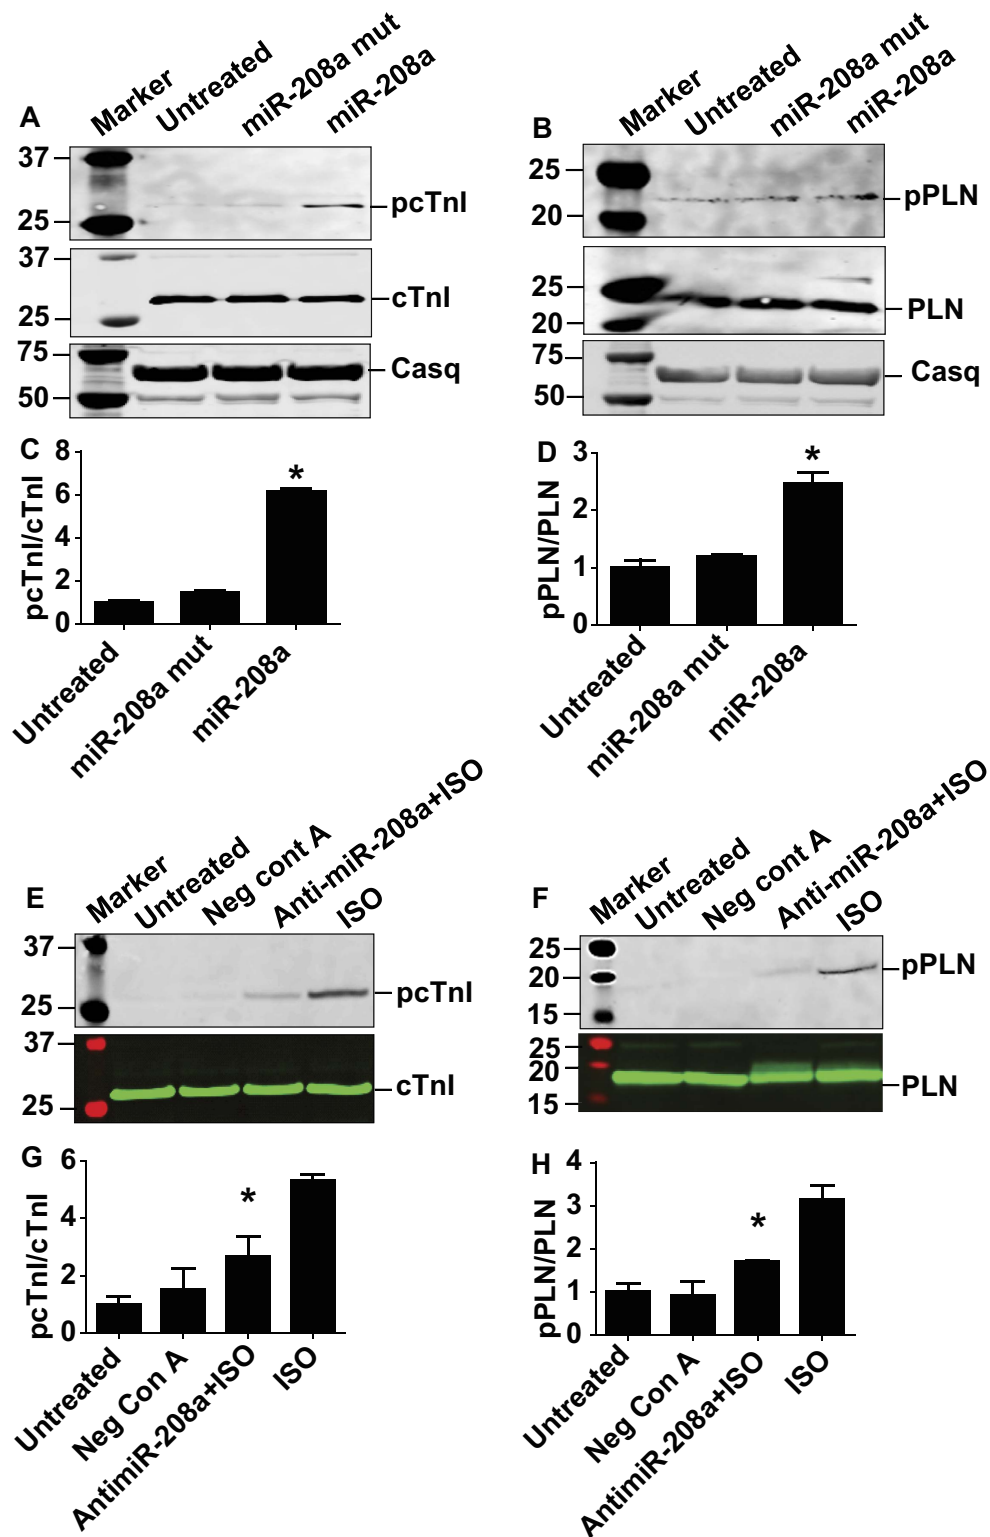 A
Marker
Untreated
miR-208a mut
miR-208a
37
25
pcTnI
37
25
cTnI
75
50
Casq
B
Marker
Untreated
miR-208a mut
miR-208a
25
20
pPLN
25
20
PLN
75
50
Casq
C
pcTnI/cTnI
8
6
4
2
0
*
Untreated
miR-208a mut
miR-208a
D
pPLN/PLN
3
2
1
0
*
Untreated
miR-208a mut
miR-208a
E
Marker
Untreated
Neg cont A
Anti-miR-208a+ISO
ISO
37
25
pcTnI
37
25
cTnI
F
Marker
Untreated
Neg cont A
Anti-miR-208a+ISO
ISO
25
20
15
pPLN
25
20
15
PLN
G
pcTnI/cTnI
6
4
2
0
*
Untreated
Neg Con A
AntimiR-208a+ISO
ISO
H
pPLN/PLN
4
3
2
1
0
*
Untreated
Neg Con A
AntimiR-208a+ISO
ISO